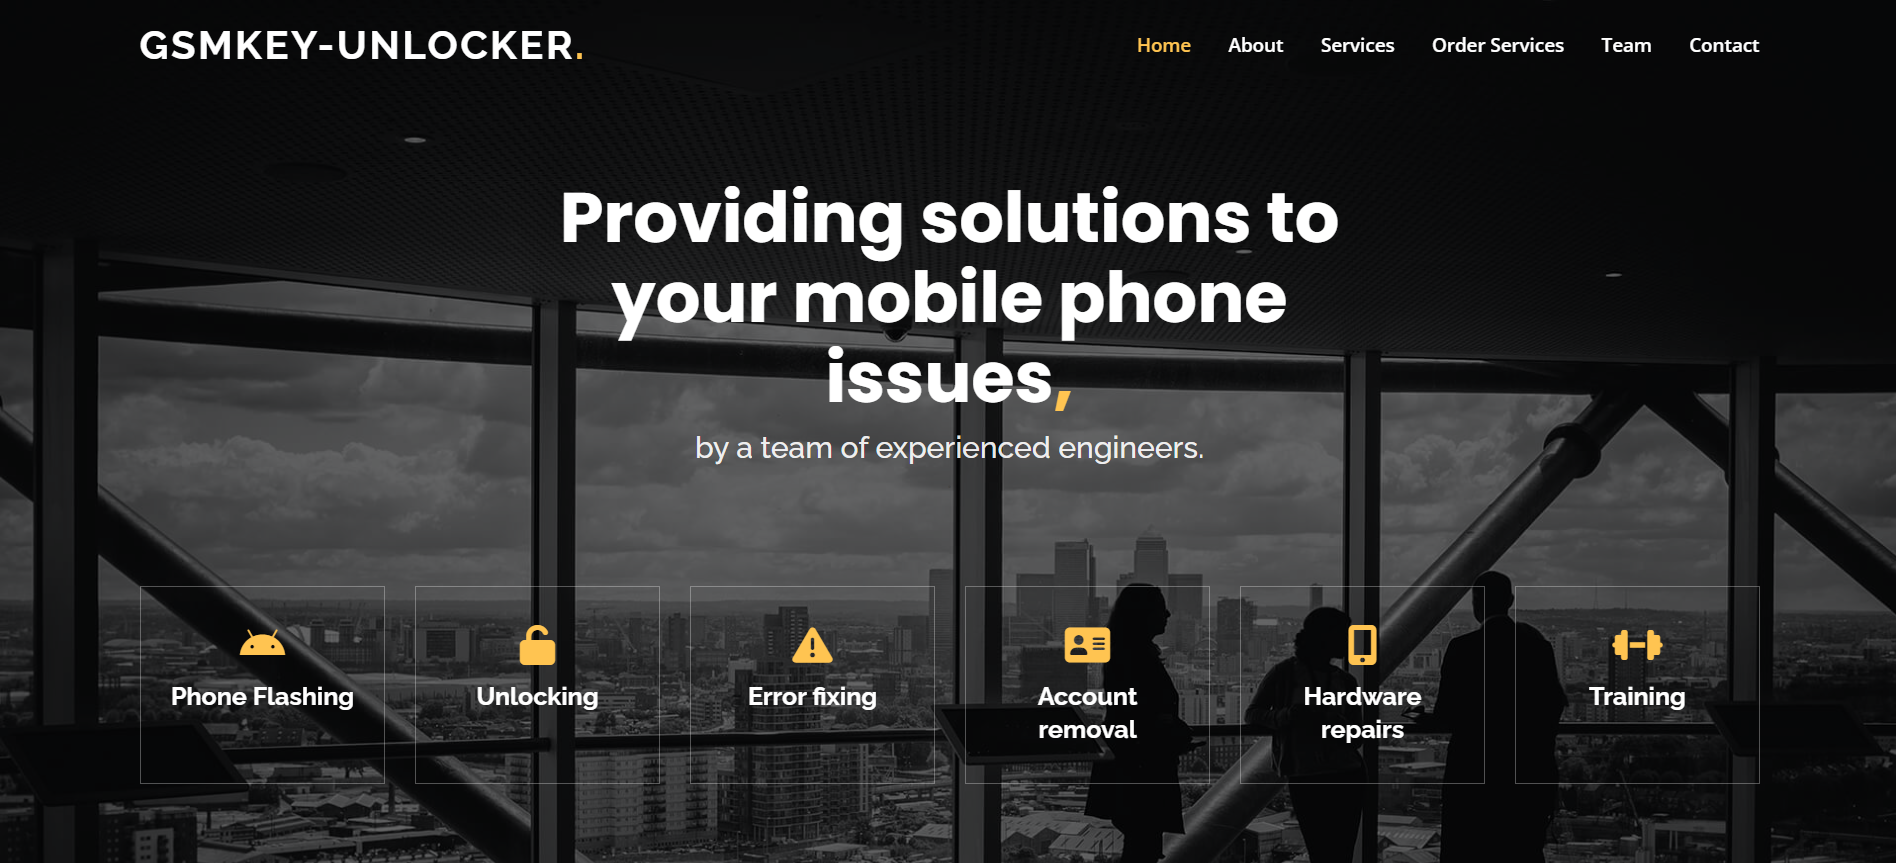 GSMKEY-UNLOCKER.
Home About Services Order Services Team Contact
Providing solutions to
your mobile phone
issues,
by a team of experienced engineers.
Phone Flashing
Unlocking
Error fixing
Account
removal
Hardware
repairs
Training